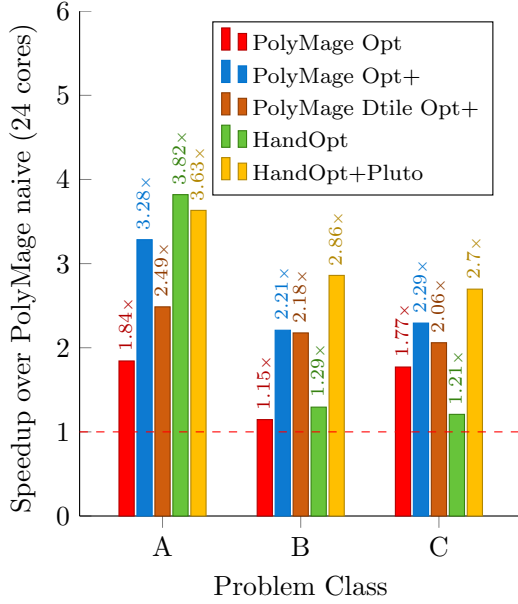 Speedup over PolyMage naive (24 cores)
6
5
4
3
2
1
0
PolyMage Opt
PolyMage Opt+
PolyMage Dtile Opt+
HandOpt
HandOpt+Pluto
1.84×
3.28×
2.49×
3.82×
3.63×
1.15×
2.21×
2.18×
1.29×
2.86×
1.77×
2.29×
2.06×
1.21×
2.7×
A B C
Problem Class